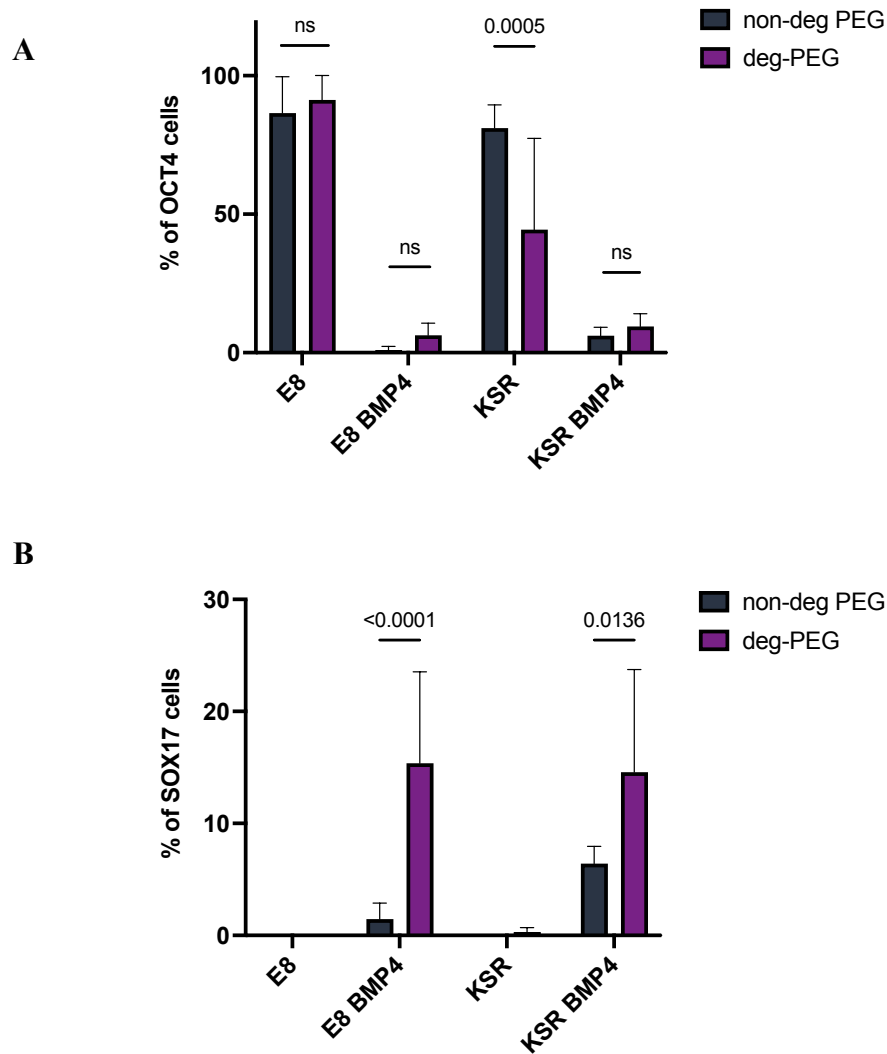 A
ns
0.0005
non-deg PEG
deg-PEG
100
ns
ns
50
0
% of OCT4 cells
E8
E8 BMP4
KSR
KSR BMP4
B
30
<0.0001
0.0136
non-deg PEG
deg-PEG
20
10
0
% of SOX17 cells
E8
E8 BMP4
KSR
KSR BMP4